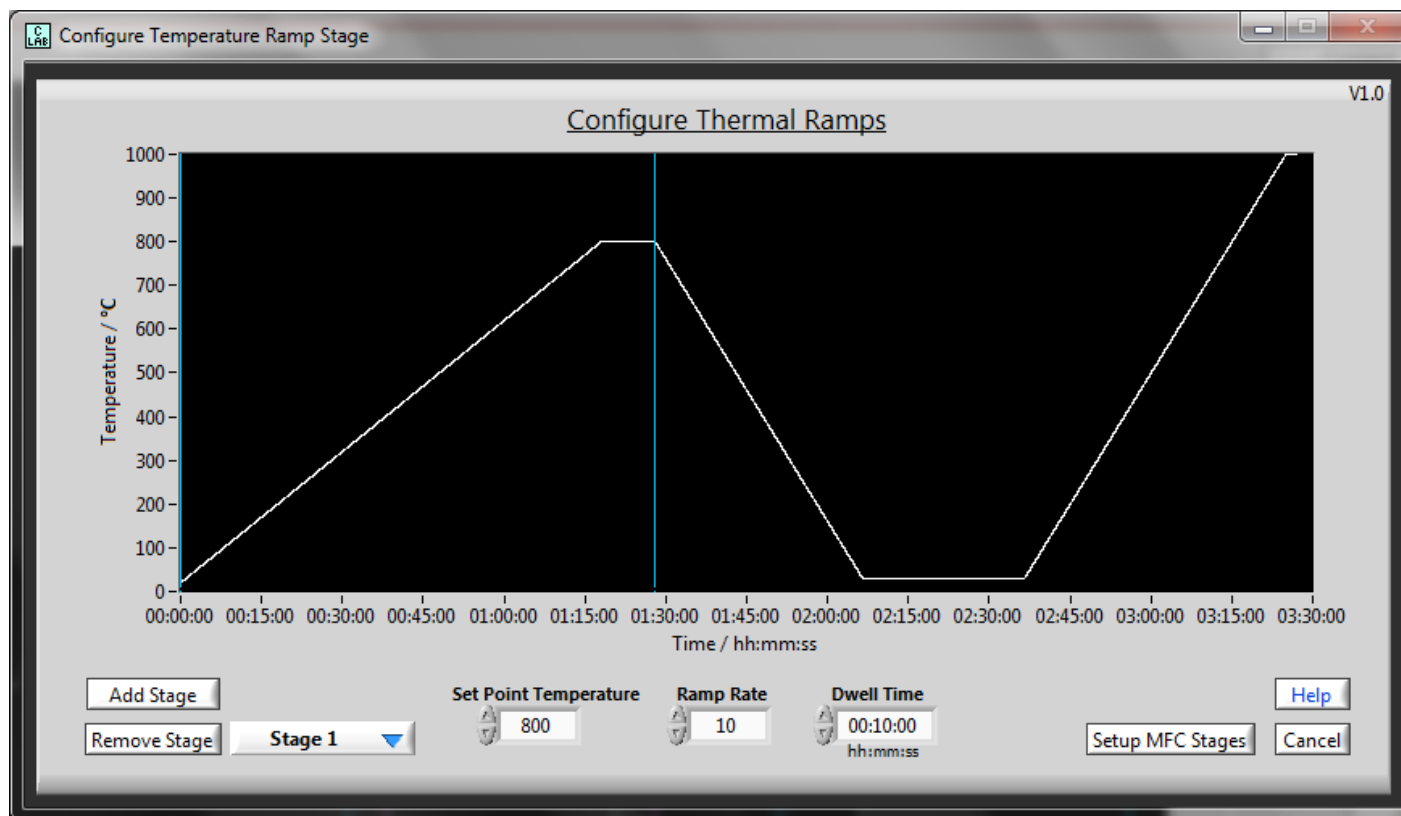 C
LAB
Configure Temperature Ramp Stage
V1.0
Configure Thermal Ramps
Temperature / °C
1000
900
800
700
600
500
400
300
200
100
0
00:00:00 00:15:00 00:30:00 00:45:00 01:00:00 01:15:00 01:30:00 01:45:00 02:00:00 02:15:00 02:30:00 02:45:00 03:00:00 03:15:00 03:30:00
Time / hh:mm:ss
Add Stage
Remove Stage
Stage 1
Set Point Temperature
800
Ramp Rate
10
Dwell Time
00:10:00
hh:mm:ss
Setup MFC Stages
Help
Cancel